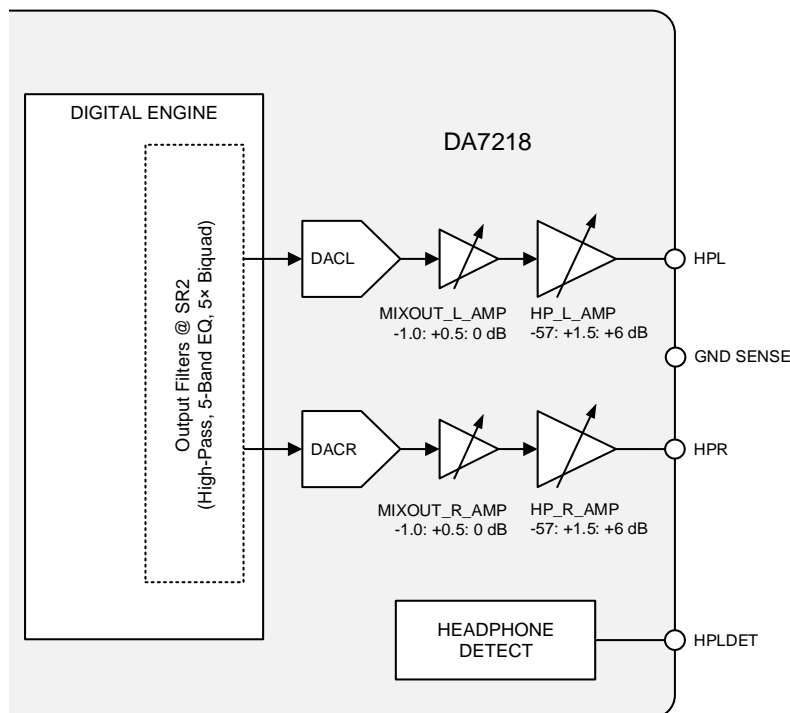 DIGITAL ENGINE
DA7218
Output Filters @ SR2
(High-Pass, 5-Band EQ, 5× Biquad)
DACL
MIXOUT_L_AMP
-1.0: +0.5: 0 dB
HP_L_AMP
-57: +1.5: +6 dB
HPL
GND SENSE
DACR
MIXOUT_R_AMP
-1.0: +0.5: 0 dB
HP_R_AMP
-57: +1.5: +6 dB
HPR
HEADPHONE
DETECT
HPLDET